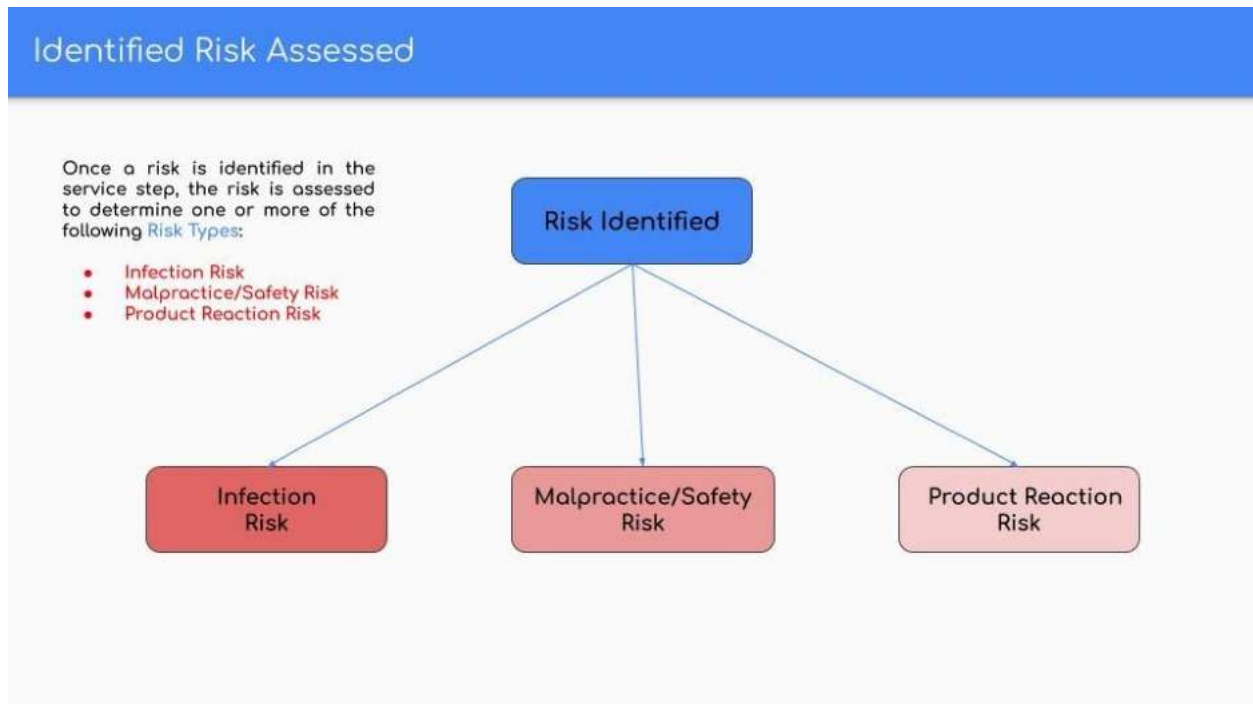 Identified Risk Assessed
Once a risk is identified in the
service step, the risk is assessed
to determine one or more of the
following Risk Types:
● Infection Risk
● Malpractice/Safety Risk
● Product Reaction Risk
Risk Identified
Infection
Risk
Malpractice/Safety
Risk
Product Reaction
Risk